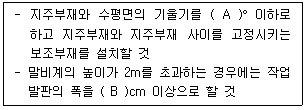 - 지주부재와 수평면의 기울기를 ( A )° 이하로
하고 지주부재와 지주부재 사이를 고정시키는
보조부재를 설치할 것
- 말비계의 높이가 2m를 초과하는 경우에는 작업
발판의 폭을 ( B )cm 이상으로 할 것